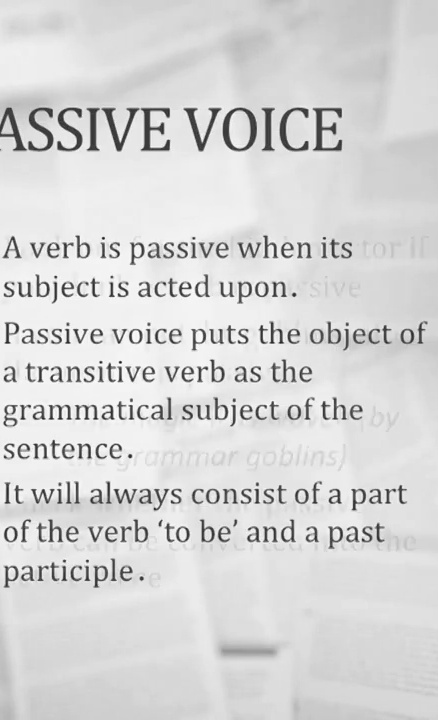 ASSIVE VOICE
A verb is passive when its
subject is acted upon.
Passive voice puts the object of
a transitive verb as the
grammatical subject of the
sentence.
It will always consist of a part
of the verb ‘to be’ and a past
participle.